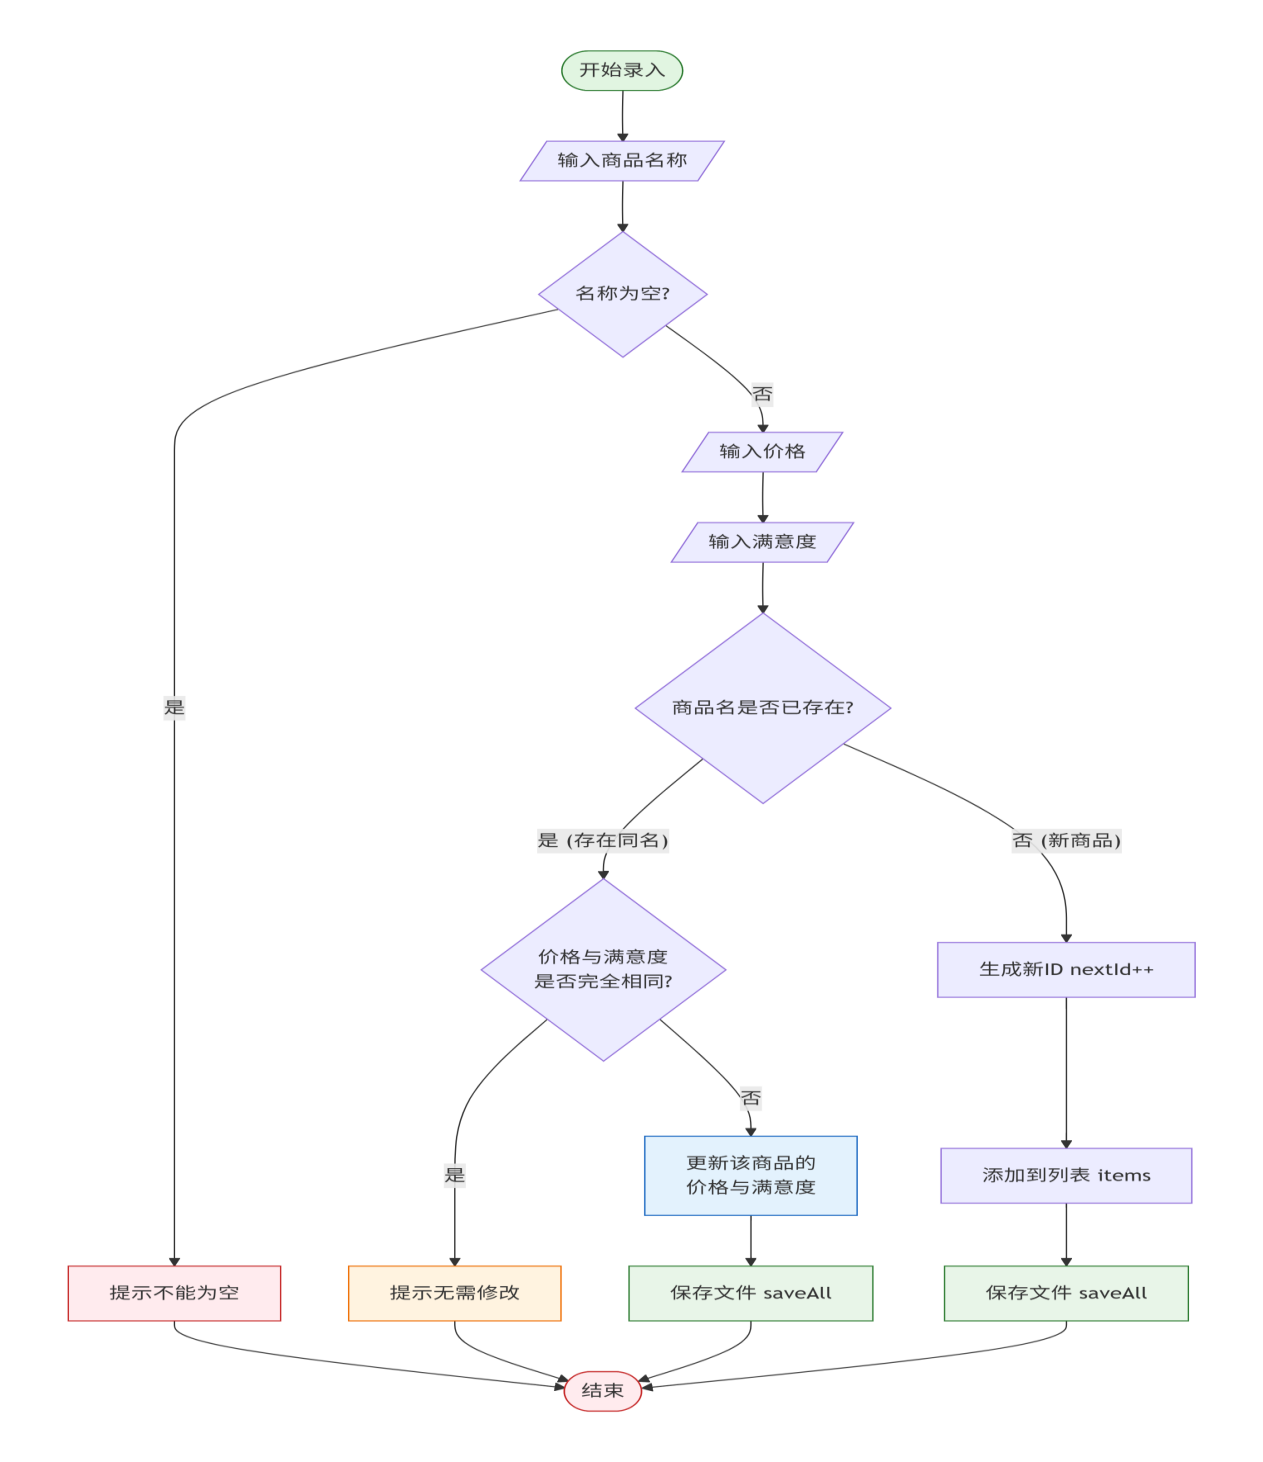 开始录入
输入商品名称
名称为空?
否
输入价格
输入满意度
是
商品名是否已存在?
是 (存在同名)
否 (新商品)
价格与满意度
是否完全相同?
生成新ID nextId++
否
是
更新该商品的
价格与满意度
添加到列表 items
提示不能为空
提示无需修改
保存文件 saveAll
保存文件 saveAll
结束